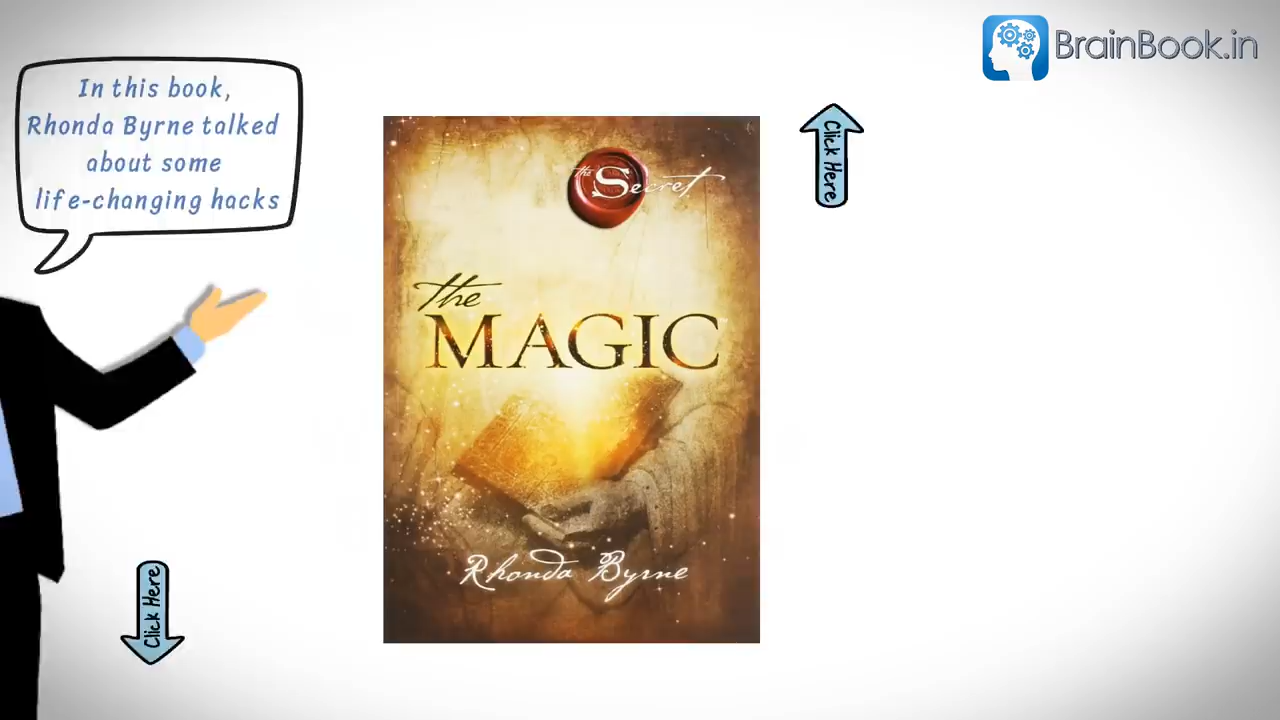 BrainBook.in
In this book,
Rhonda Byrne talked
about some
life-changing hacks
Click Here
the Secret
the
MAGIC
Rhonda Byrne
Click Here